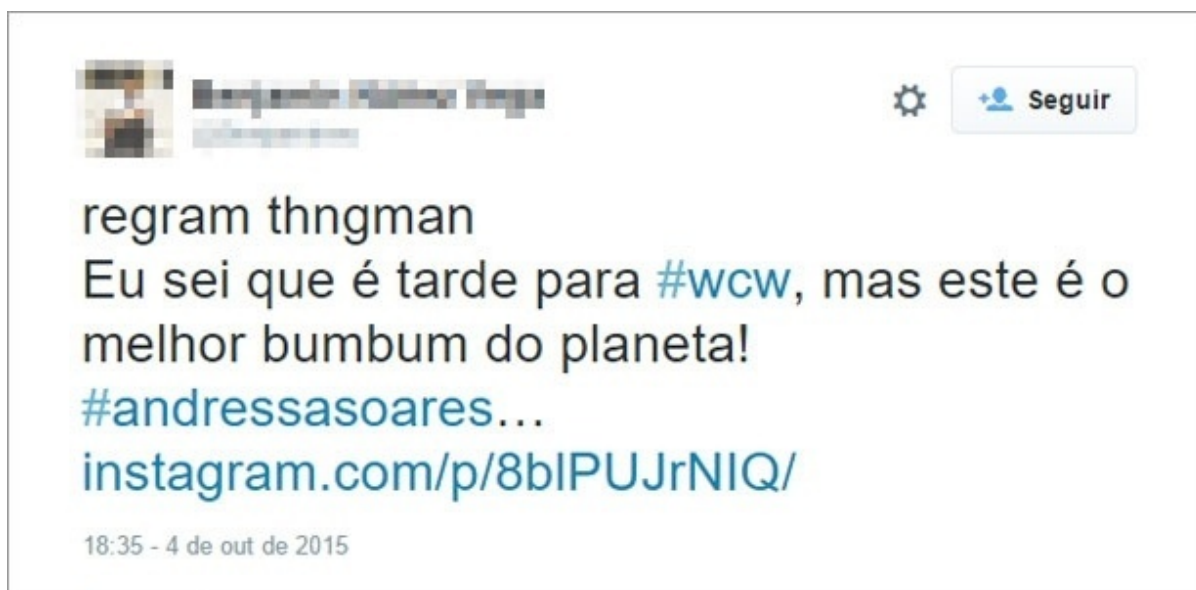 Seguir
regram thngman
Eu sei que é tarde para #wcw, mas este é o
melhor bumbum do planeta!
#andressasoares...
instagram.com/p/8blPUJrNIQ/
18:35 - 4 de out de 2015